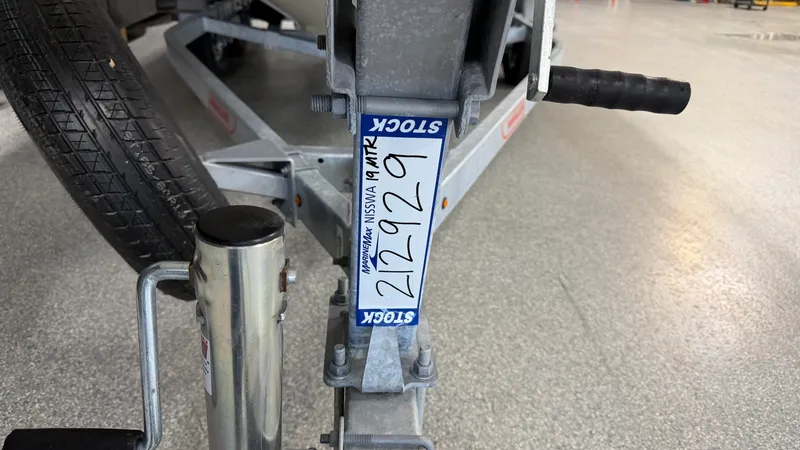 STOCK
MARINEMAX NISSWA 19 MTK
212929
STOCK